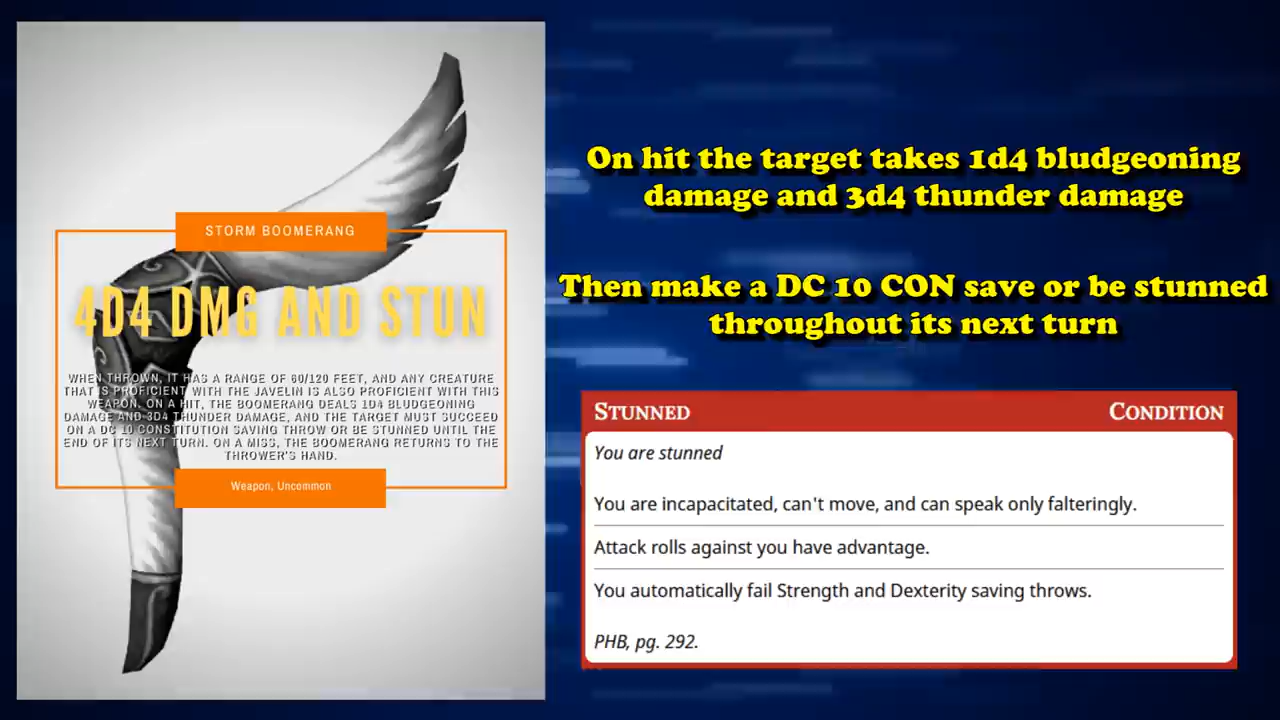 STORM BOOMERANG
4D4 DMG AND STUN
WHEN THROWN, IT HAS A RANGE OF 60/120 FEET, AND ANY CREATURE
THAT IS PROFICIENT WITH THE JAVELIN IS ALSO PROFICIENT WITH THIS
WEAPON. ON A HIT, THE BOOMERANG DEALS 1D4 BLUDGEONING
DAMAGE AND 3D4 THUNDER DAMAGE, AND THE TARGET MUST SUCCEED
ON A DC 10 CONSTITUTION SAVING THROW OR BE STUNNED UNTIL THE
END OF ITS NEXT TURN. ON A MISS, THE BOOMERANG RETURNS TO THE
THROWER'S HAND.
Weapon, Uncommon
On hit the target takes 1d4 bludgeoning
damage and 3d4 thunder damage
Then make a DC 10 CON save or be stunned
throughout its next turn
STUNNED CONDITION
You are stunned
You are incapacitated, can't move, and can speak only falteringly.
Attack rolls against you have advantage.
You automatically fail Strength and Dexterity saving throws.
PHB, pg. 292.